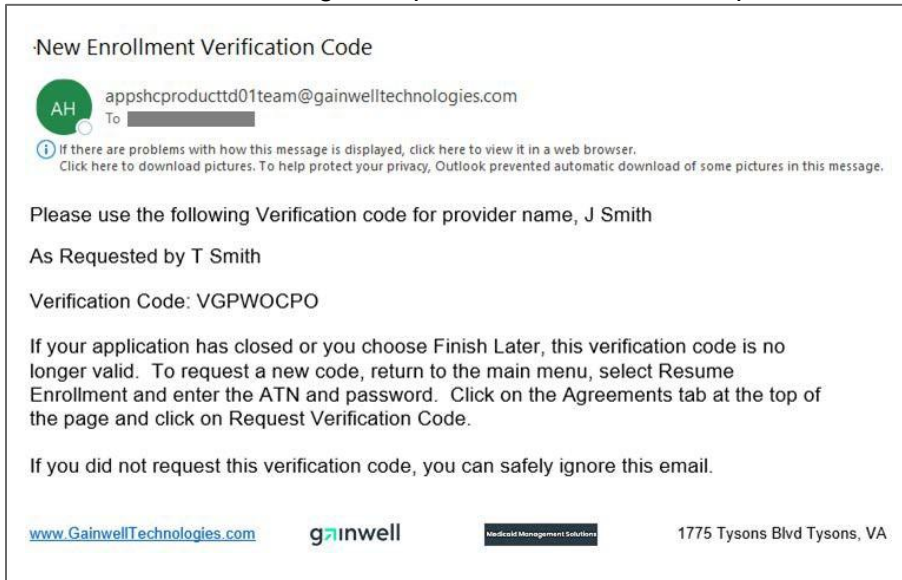 New Enrollment Verification Code
AH
appshcproducttd01team@gainwelltechnologies.com
To
i If there are problems with how this message is displayed, click here to view it in a web browser.
Click here to download pictures. To help protect your privacy, Outlook prevented automatic download of some pictures in this message.
Please use the following Verification code for provider name, J Smith
As Requested by T Smith
Verification Code: VGPWOCPO
If your application has closed or you choose Finish Later, this verification code is no
longer valid.  To request a new code, return to the main menu, select Resume
Enrollment and enter the ATN and password.  Click on the Agreements tab at the top of
the page and click on Request Verification Code.
If you did not request this verification code, you can safely ignore this email.
www.GainwellTechnologies.com gainwell Medicaid Management Solutions 1775 Tysons Blvd Tysons, VA